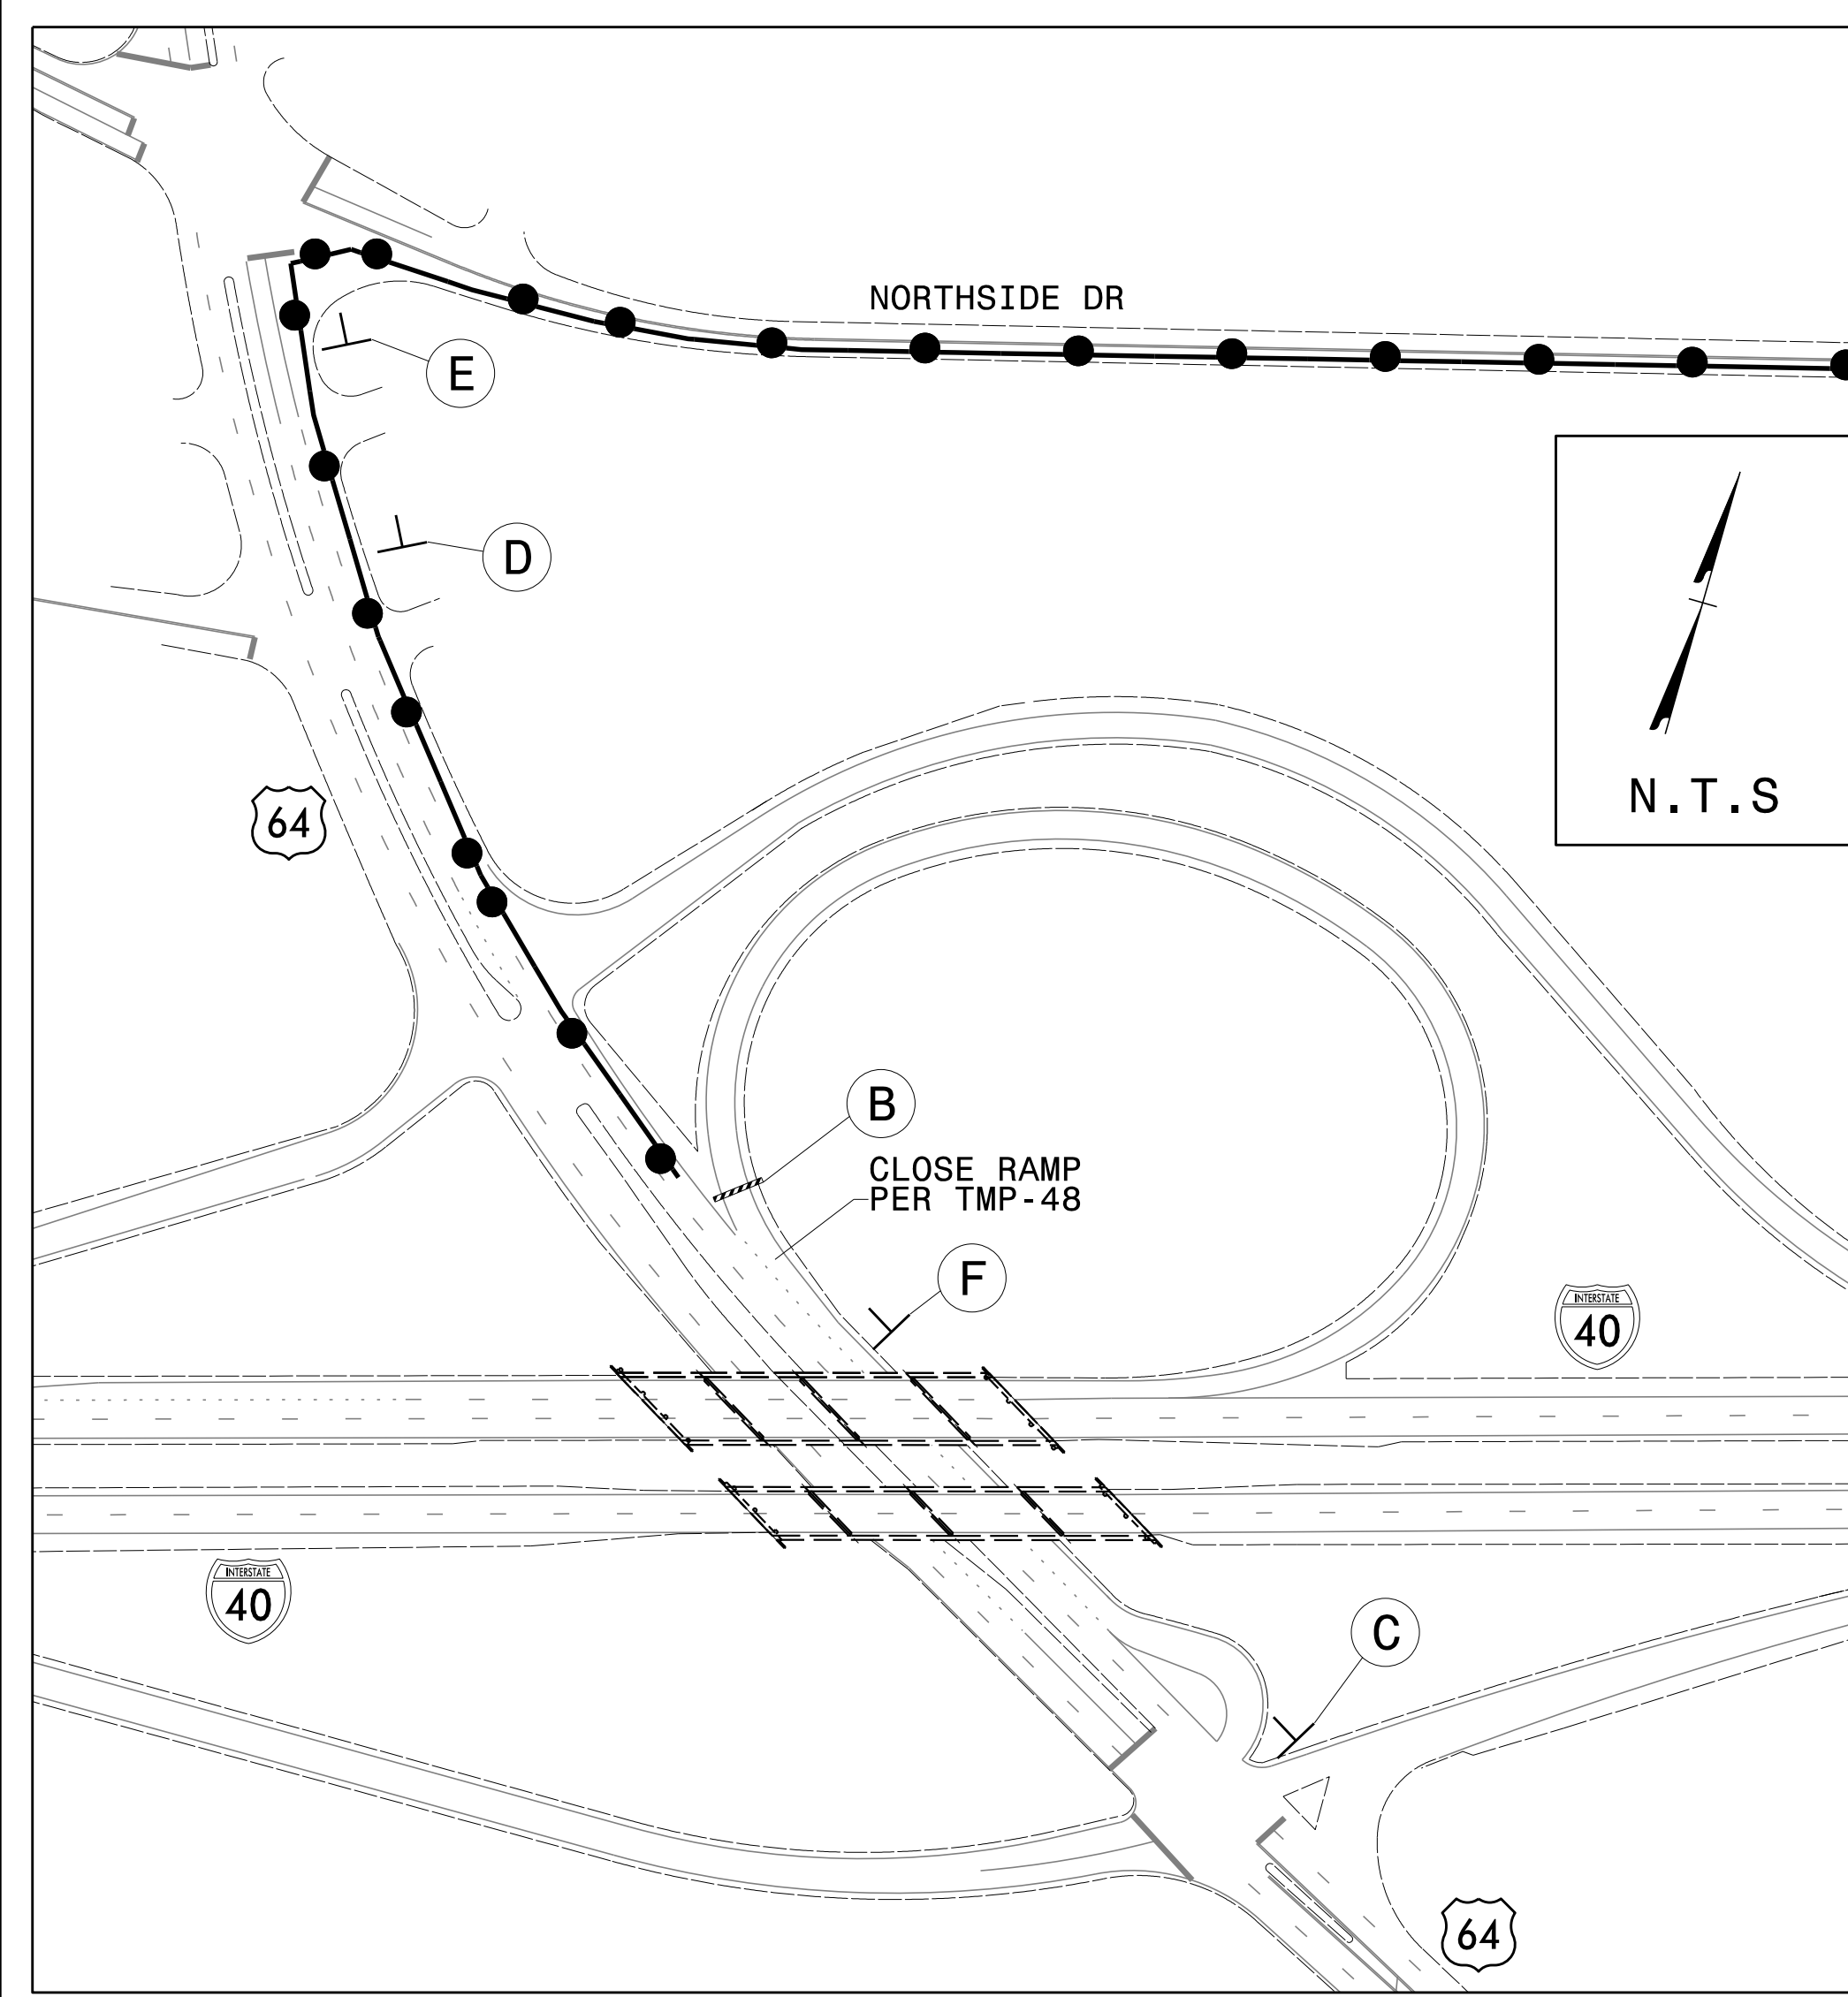 NORTHSIDE DR
E
D
N.T.S
64
B
CLOSE RAMP
PER TMP-48
F
INTERSTATE
40
INTERSTATE
40
C
64